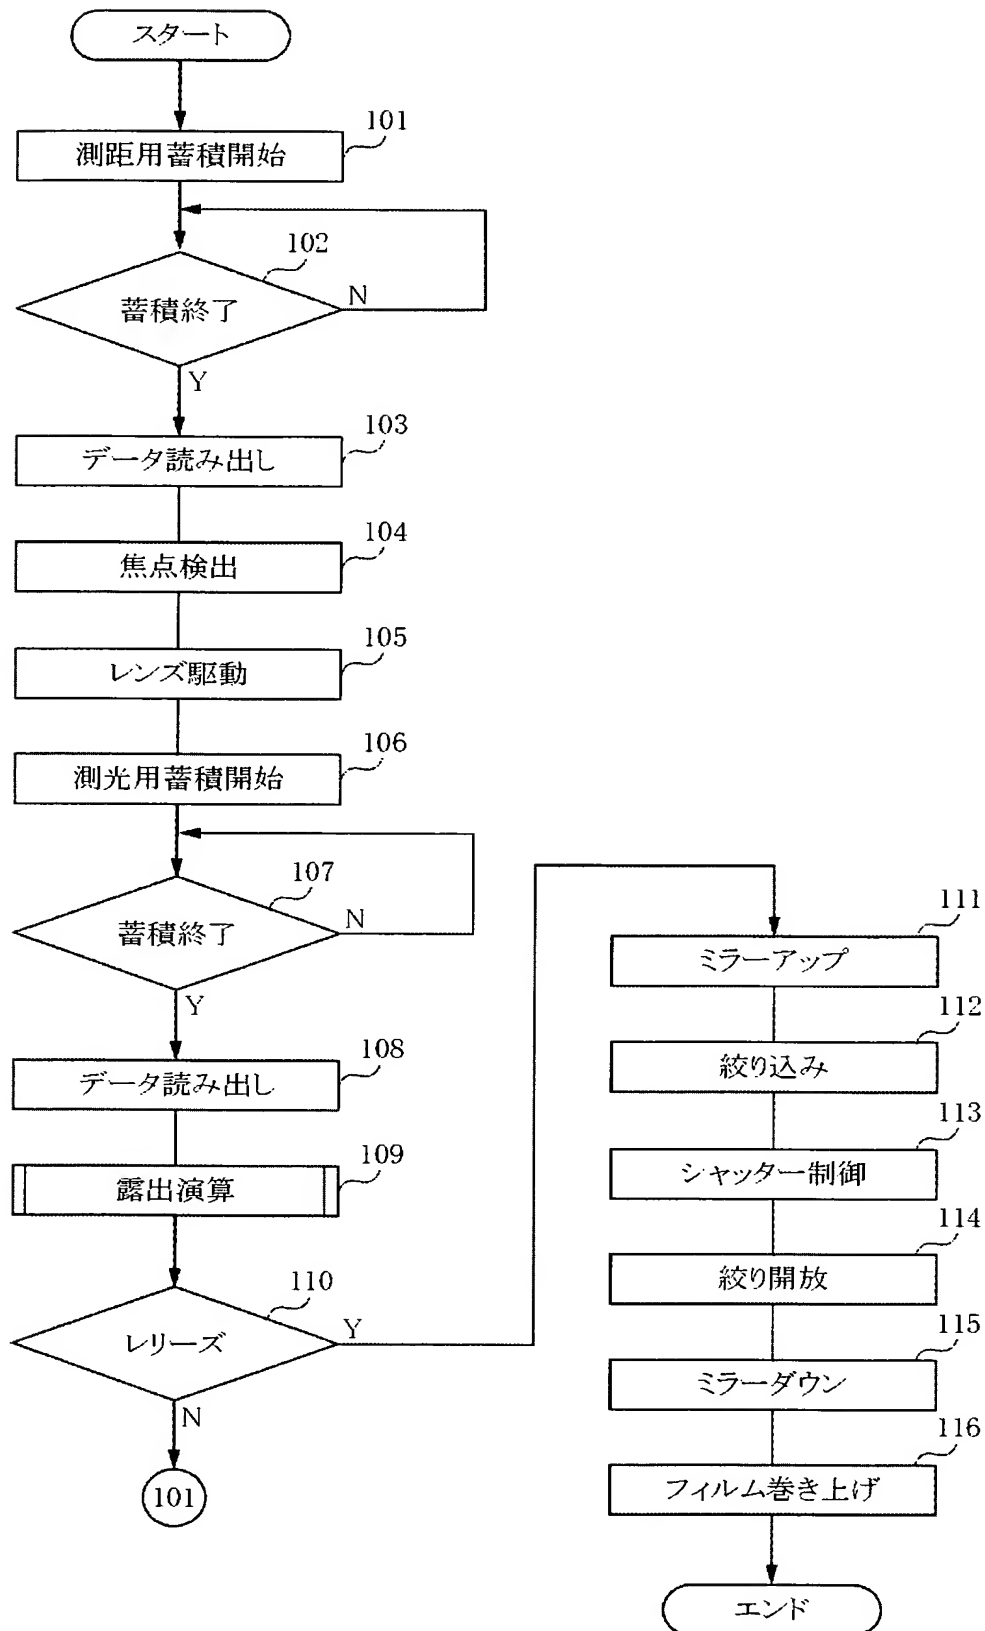 スタート
101
測距用蓄積開始
102
蓄積終了
N
Y
103
データ読み出し
104
焦点検出
105
レンズ駆動
106
測光用蓄積開始
107
蓄積終了
N
Y
108
データ読み出し
109
露出演算
110
レリーズ
Y
N
101
111
ミラーアップ
112
絞り込み
113
シャッター制御
114
絞り開放
115
ミラーダウン
116
フィルム巻き上げ
エンド